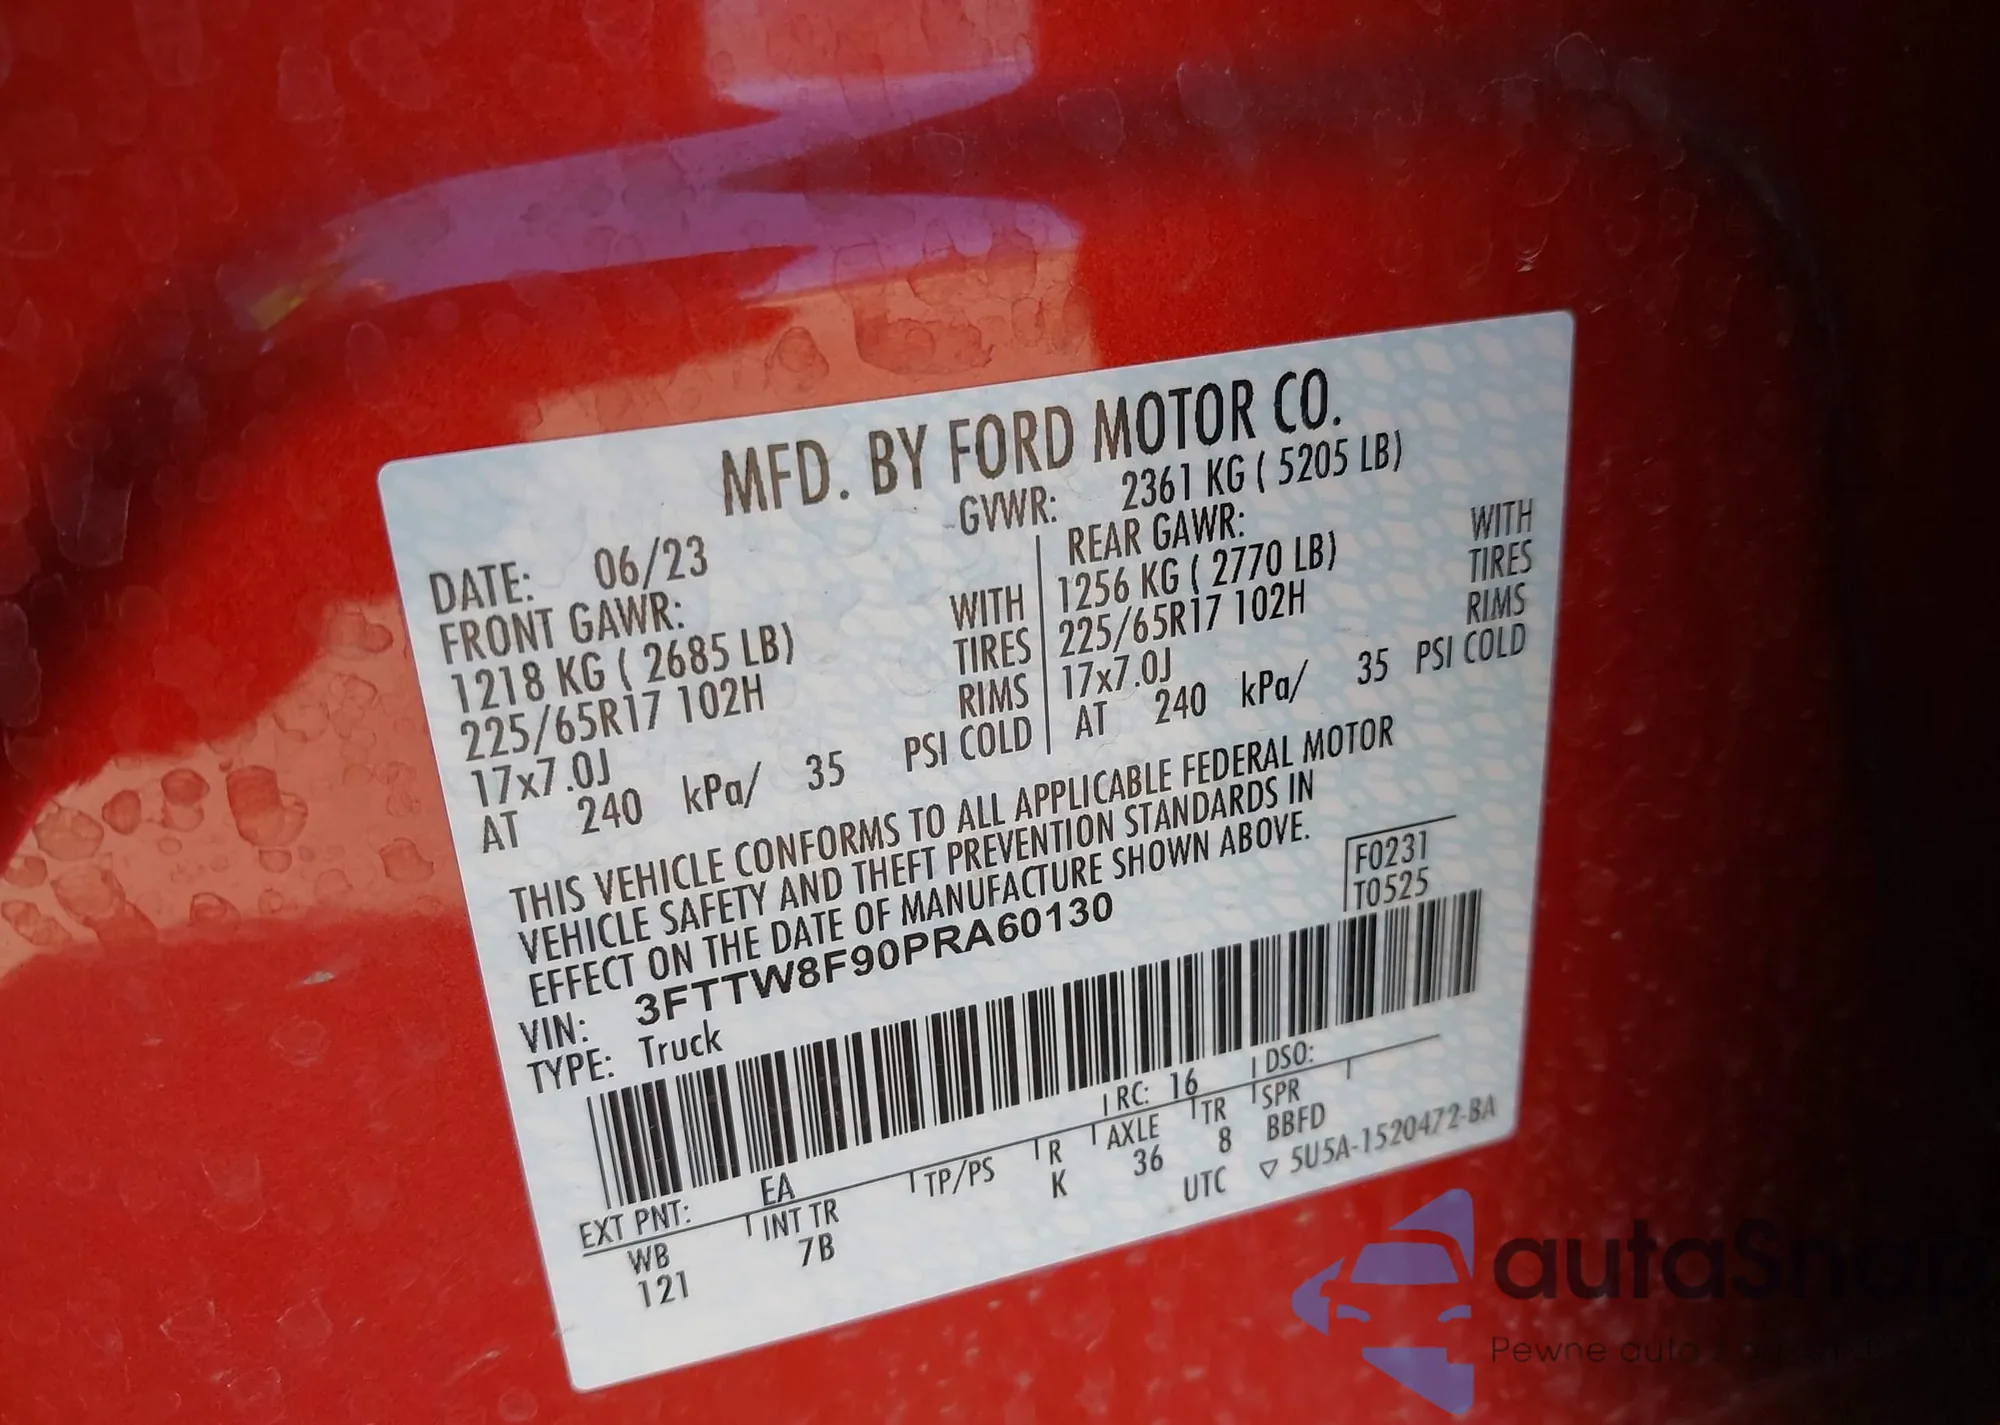 MFD. BY FORD MOTOR CO.
GVWR: 2361 KG ( 5205 LB)
DATE: 06/23
FRONT GAWR:
1218 KG ( 2685 LB) WITH
225/65R17 102H TIRES
17x7.0J RIMS
AT 240 kPa/ 35 PSI COLD
REAR GAWR: WITH
1256 KG ( 2770 LB) TIRES
225/65R17 102H RIMS
17x7.0J
AT 240 kPa/ 35 PSI COLD
THIS VEHICLE CONFORMS TO ALL APPLICABLE FEDERAL MOTOR
VEHICLE SAFETY AND THEFT PREVENTION STANDARDS IN
EFFECT ON THE DATE OF MANUFACTURE SHOWN ABOVE.
F0231
T0525
VIN: 3FTTW8F90PRA60130
TYPE: Truck
EXT PNT: EA RC: 16 DSO:
WB INT TR TP/PS R AXLE TR SPR
121 7B K 36 8 BBFD
UTC ▽ 5U5A-1520472-BA
autaShop
Pewne auto